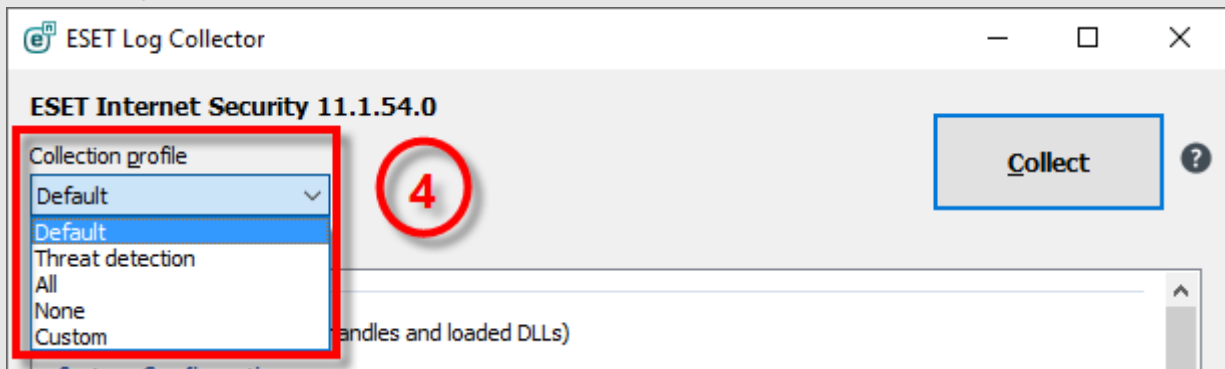 ESET Log Collector
ESET Internet Security 11.1.54.0
Collection profile
Default
Default
Threat detection
All
None
Custom
4
Collect
?
andles and loaded DLLs)